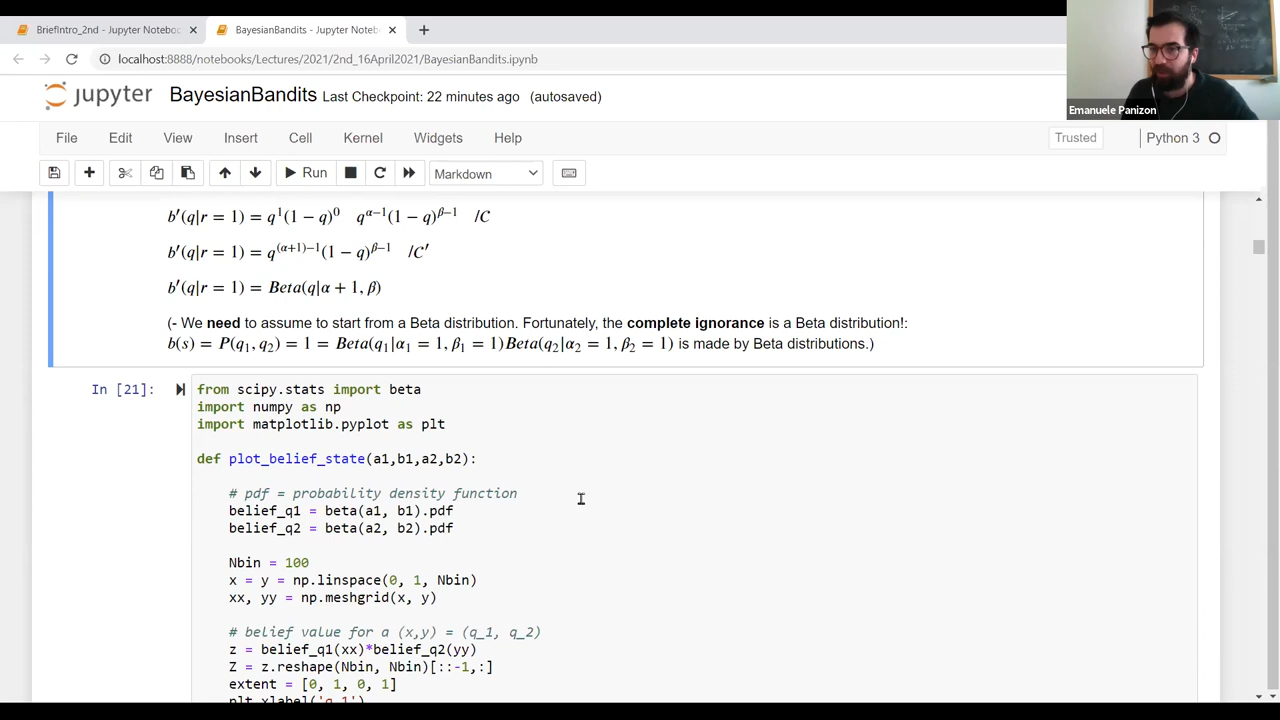 BriefIntro_2nd - Jupyter Noteboo
BayesianBandits - Jupyter Noteb
localhost:8888/notebooks/Lectures/2021/2nd_16April2021/BayesianBandits.ipynb
jupyter BayesianBandits Last Checkpoint: 22 minutes ago (autosaved)
Emanuele Panizon
File Edit View Insert Cell Kernel Widgets Help Trusted Python 3
Run Markdown
b′(q|r = 1) = q^1(1 − q)^0 q^{α−1}(1 − q)^{β−1} /C
b′(q|r = 1) = q^{(α+1)−1}(1 − q)^{β−1} /C′
b′(q|r = 1) = Beta(q|α + 1, β)
(- We need to assume to start from a Beta distribution. Fortunately, the complete ignorance is a Beta distribution!:
b(s) = P(q₁, q₂) = 1 = Beta(q₁|α₁ = 1, β₁ = 1)Beta(q₂|α₂ = 1, β₂ = 1) is made by Beta distributions.)
In [21]:
from scipy.stats import beta
import numpy as np
import matplotlib.pyplot as plt
def plot_belief_state(a1,b1,a2,b2):
# pdf = probability density function
belief_q1 = beta(a1, b1).pdf
belief_q2 = beta(a2, b2).pdf
Nbin = 100
x = y = np.linspace(0, 1, Nbin)
xx, yy = np.meshgrid(x, y)
# belief value for a (x,y) = (q_1, q_2)
z = belief_q1(xx)*belief_q2(yy)
Z = z.reshape(Nbin, Nbin)[::-1,:]
extent = [0, 1, 0, 1]
plt.xlabel('q_1')